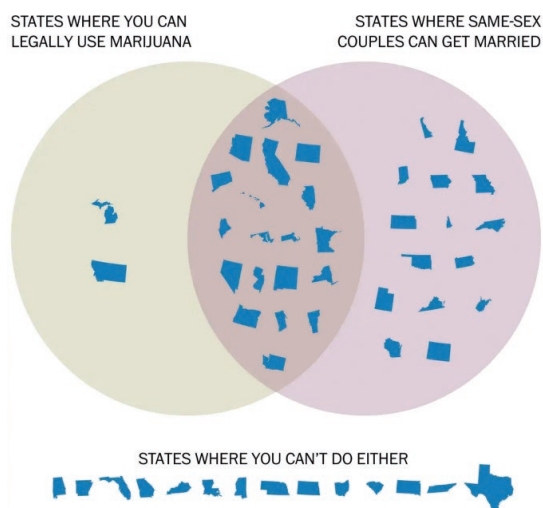 STATES WHERE YOU CAN
LEGALLY USE MARIJUANA
STATES WHERE SAME-SEX
COUPLES CAN GET MARRIED
STATES WHERE YOU CAN'T DO EITHER